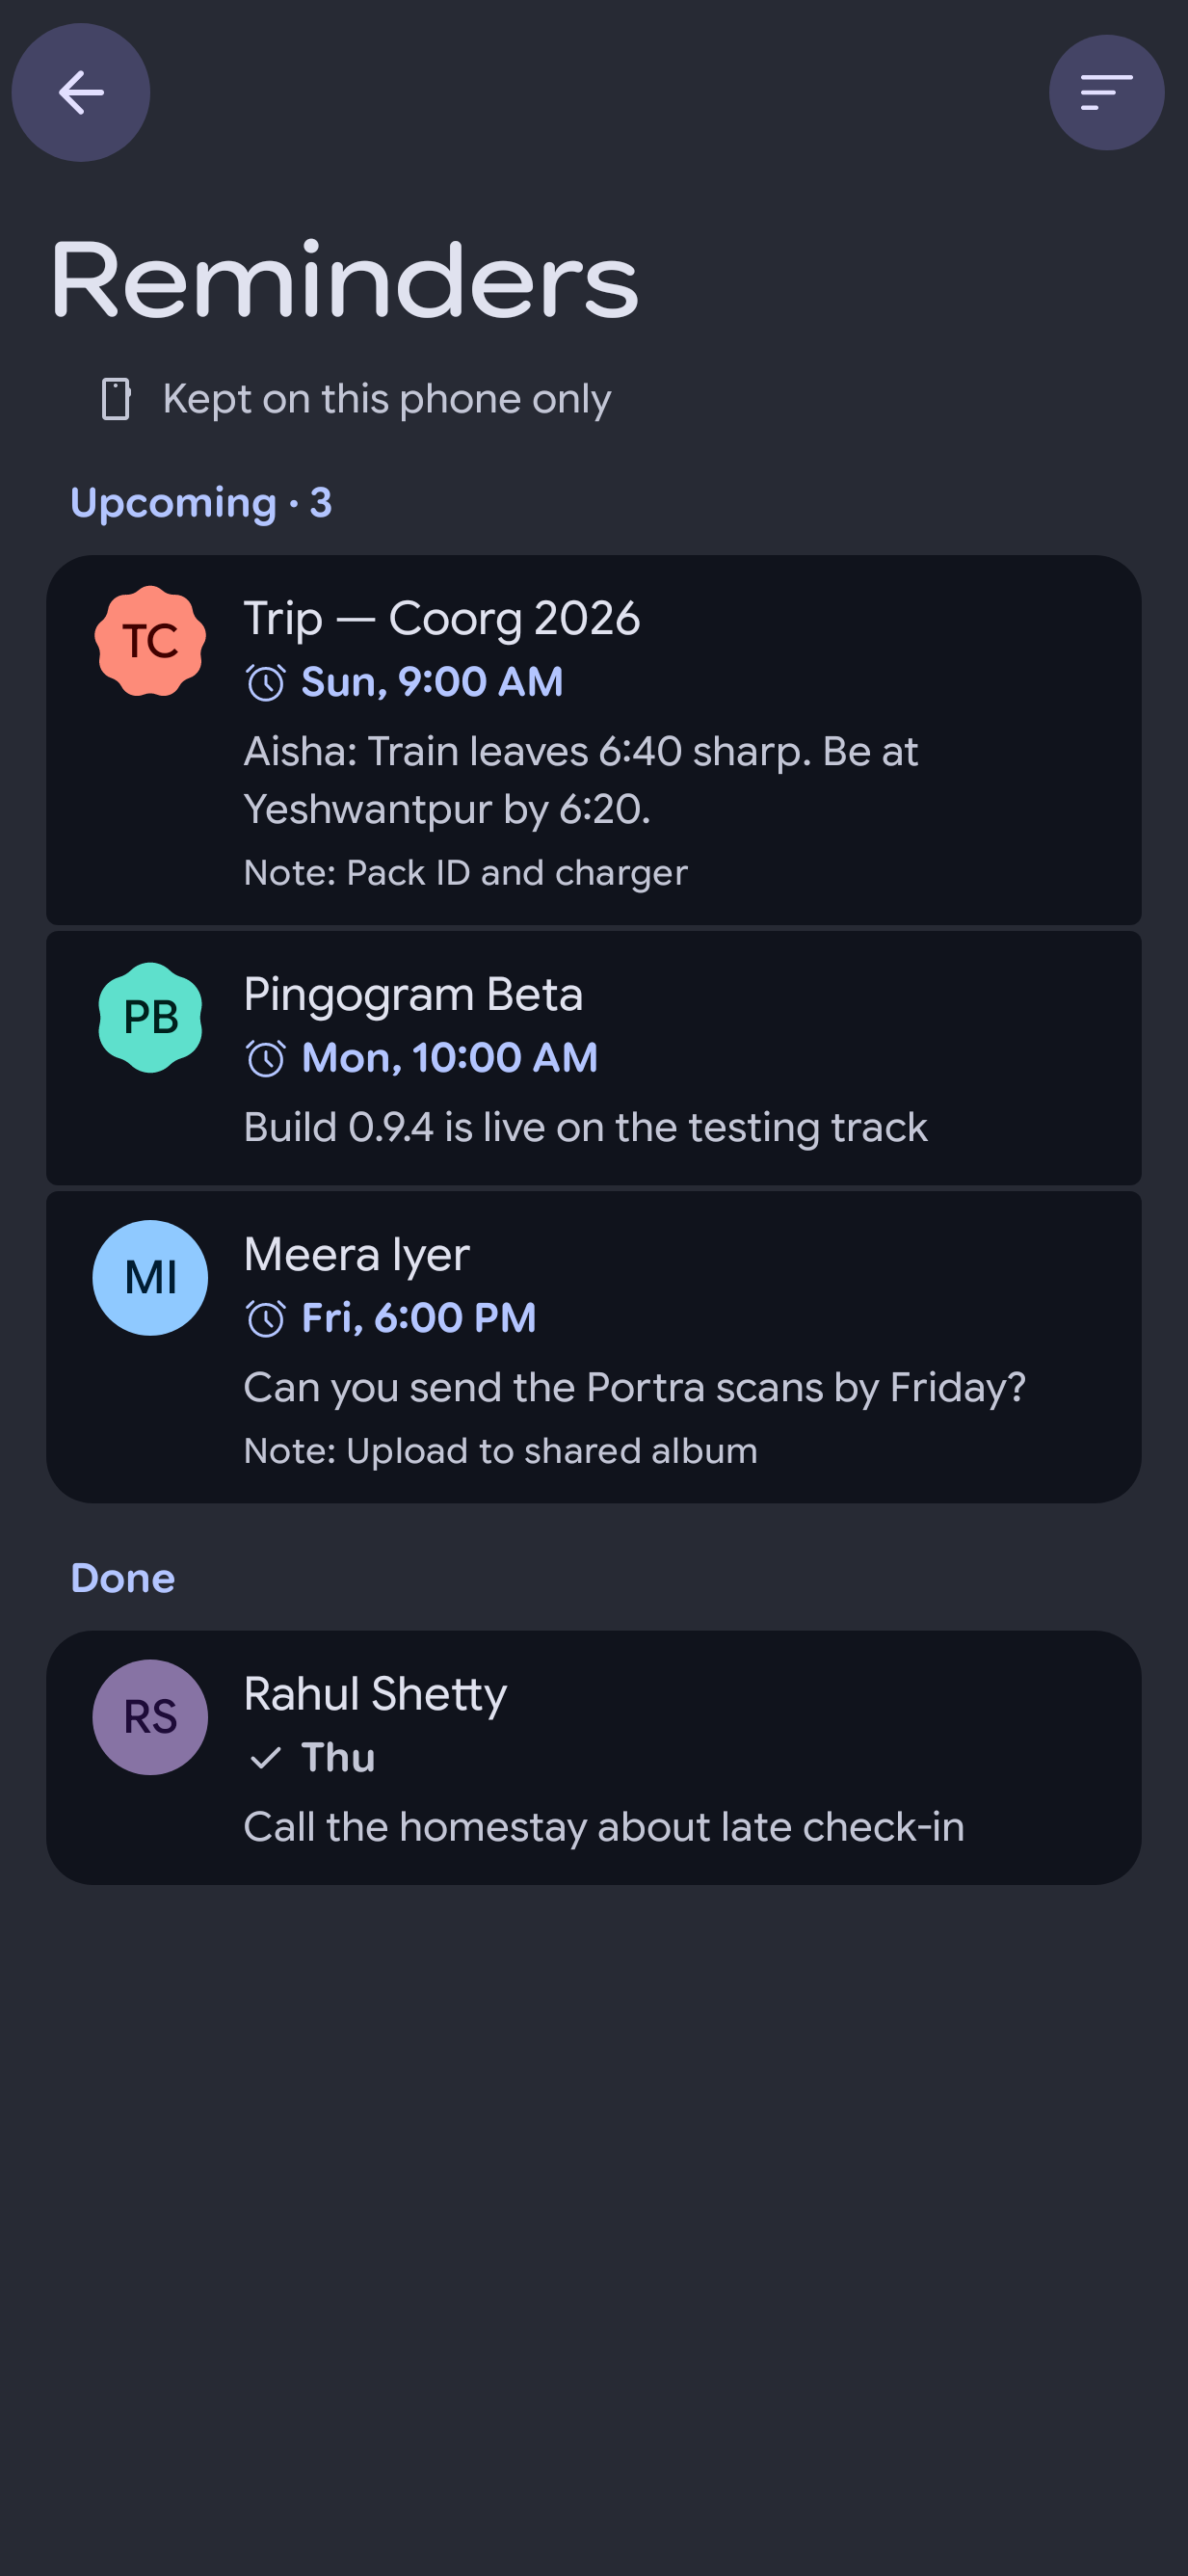 Reminders
Kept on this phone only
Upcoming · 3
TC
Trip — Coorg 2026
Sun, 9:00 AM
Aisha: Train leaves 6:40 sharp. Be at
Yeshwantpur by 6:20.
Note: Pack ID and charger
PB
Pingogram Beta
Mon, 10:00 AM
Build 0.9.4 is live on the testing track
MI
Meera Iyer
Fri, 6:00 PM
Can you send the Portra scans by Friday?
Note: Upload to shared album
Done
RS
Rahul Shetty
Thu
Call the homestay about late check-in